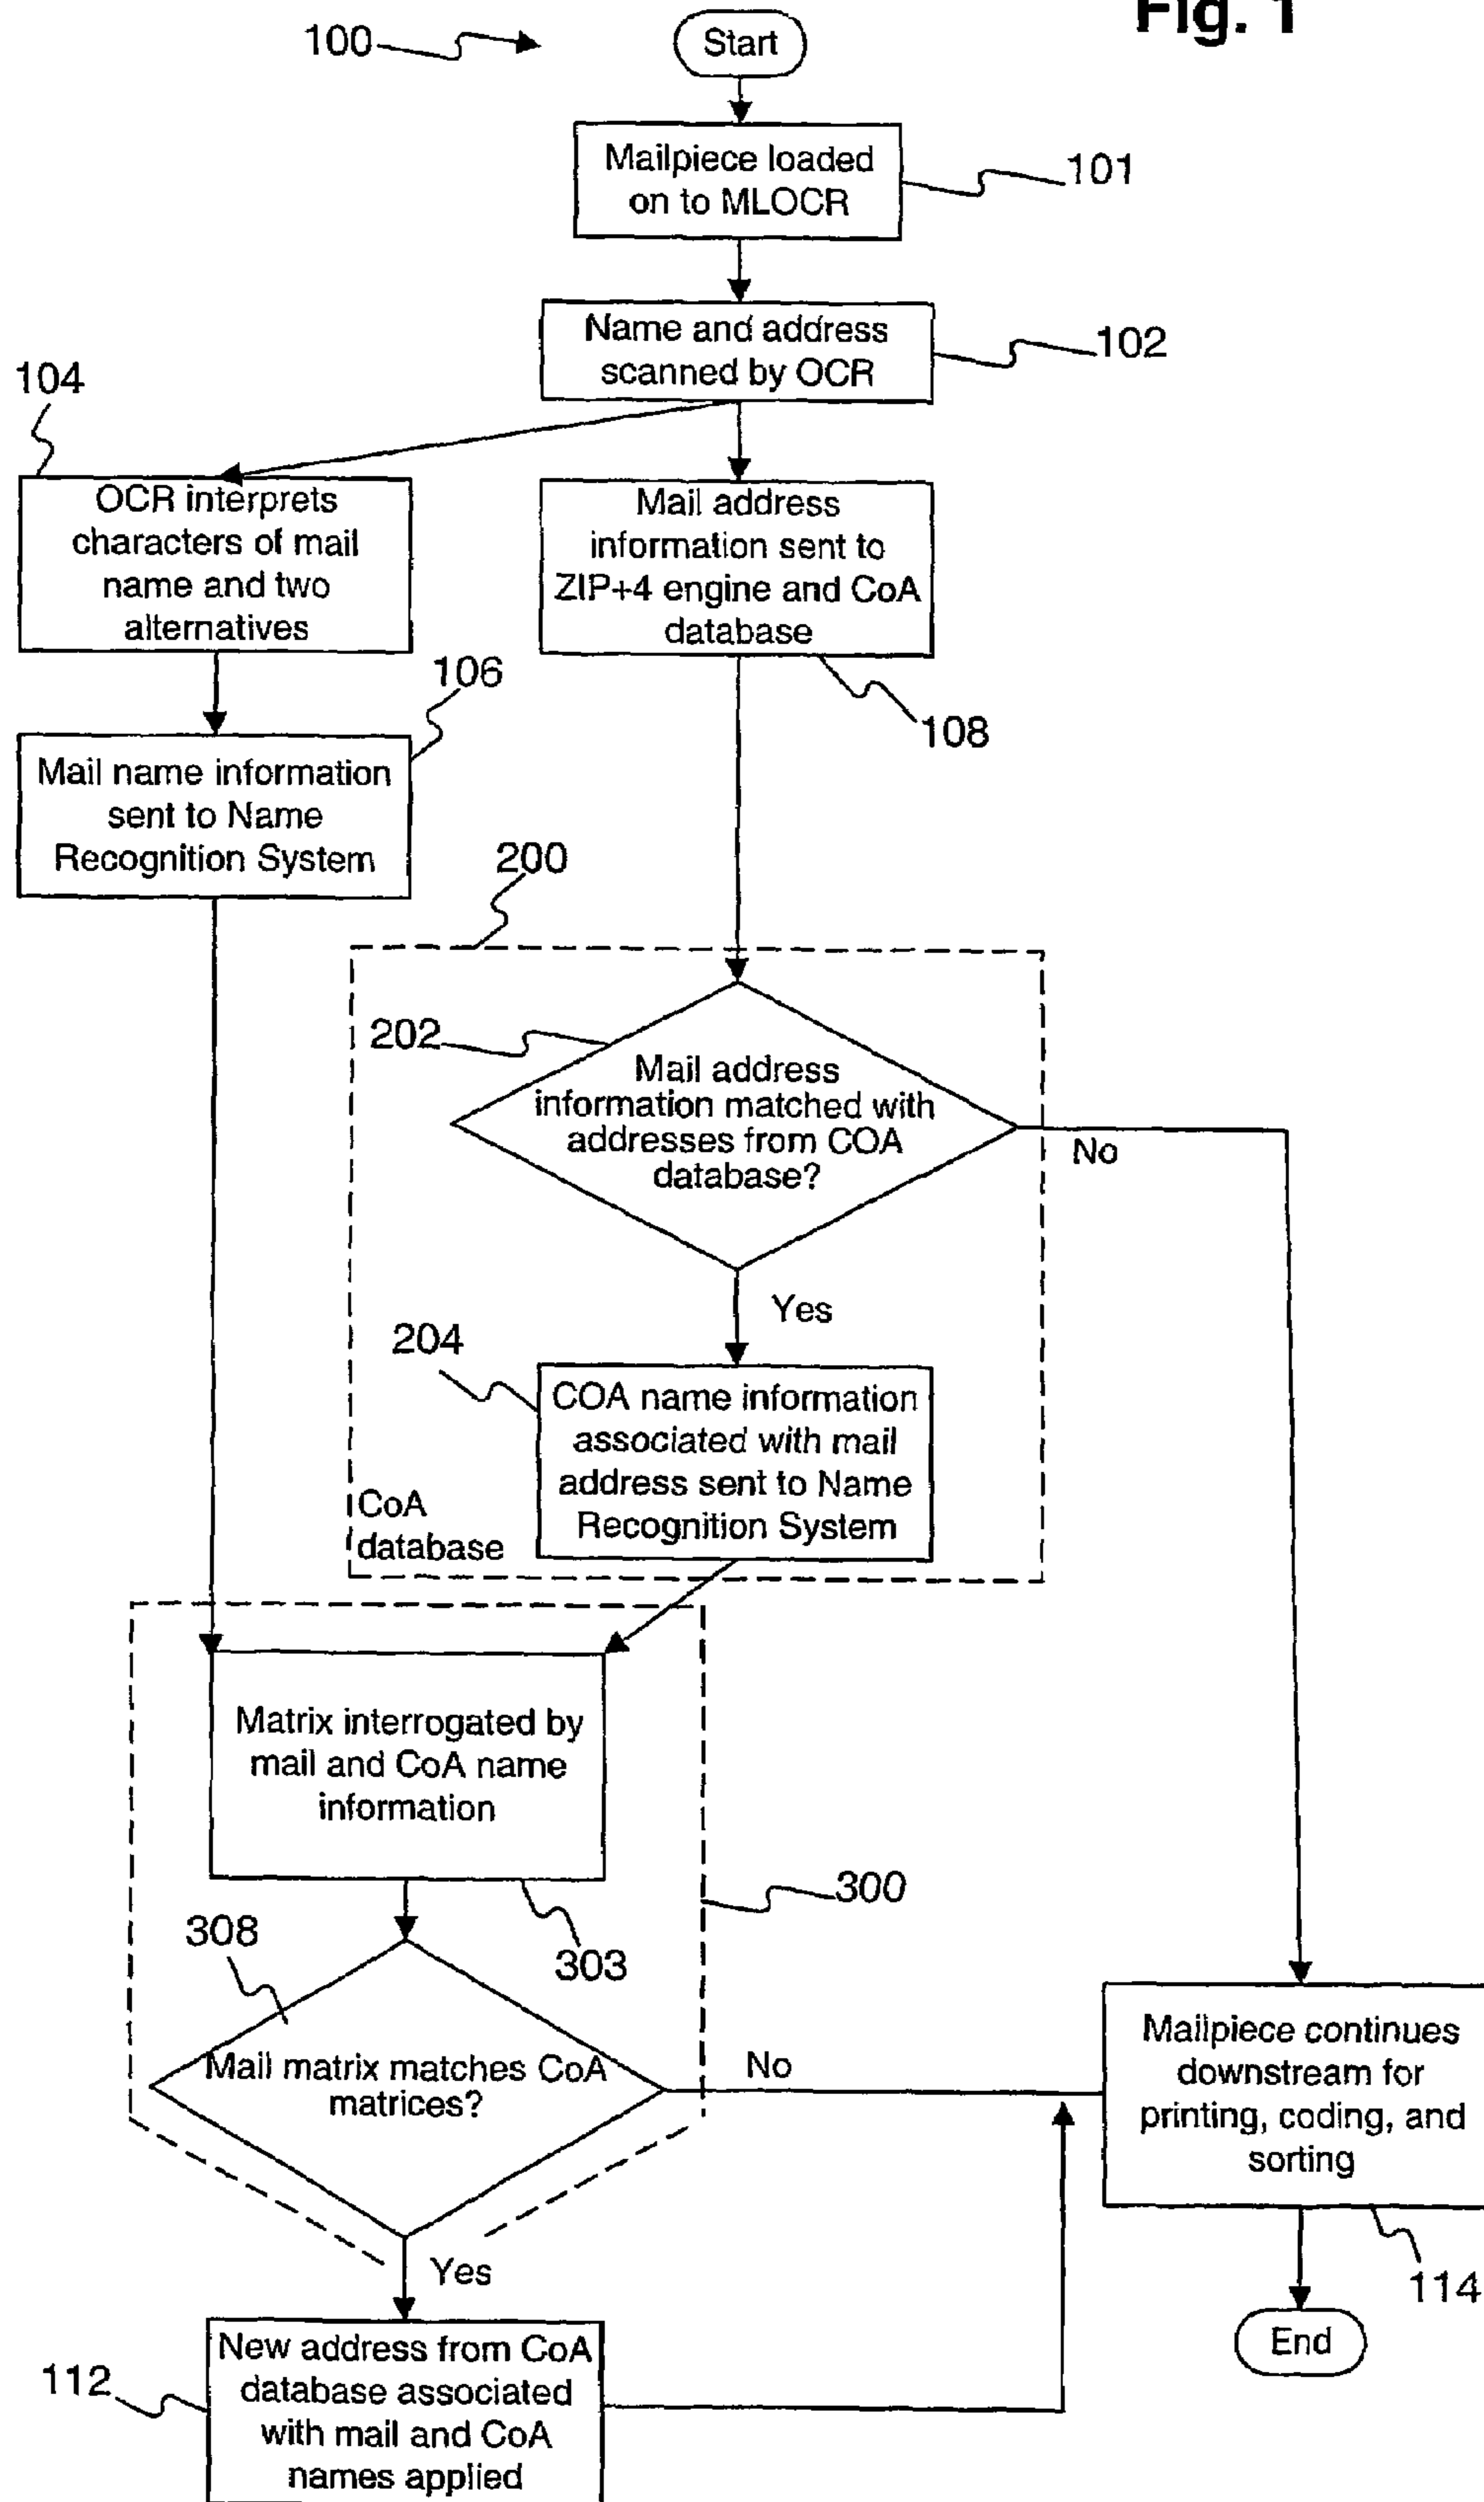 Fig. 1
100
Start
Mailpiece loaded
on to MLOCR
101
Name and address
scanned by OCR
102
104
OCR interprets
characters of mail
name and two
alternatives
Mail address
information sent to
ZIP+4 engine and CoA
database
108
106
Mail name information
sent to Name
Recognition System
200
202
Mail address
information matched with
addresses from COA
database?
No
Yes
204
COA name information
associated with mail
address sent to Name
Recognition System
CoA
database
Matrix interrogated by
mail and CoA name
information
300
303
308
Mail matrix matches CoA
matrices?
No
Yes
Mailpiece continues
downstream for
printing, coding, and
sorting
114
End
112
New address from CoA
database associated
with mail and CoA
names applied